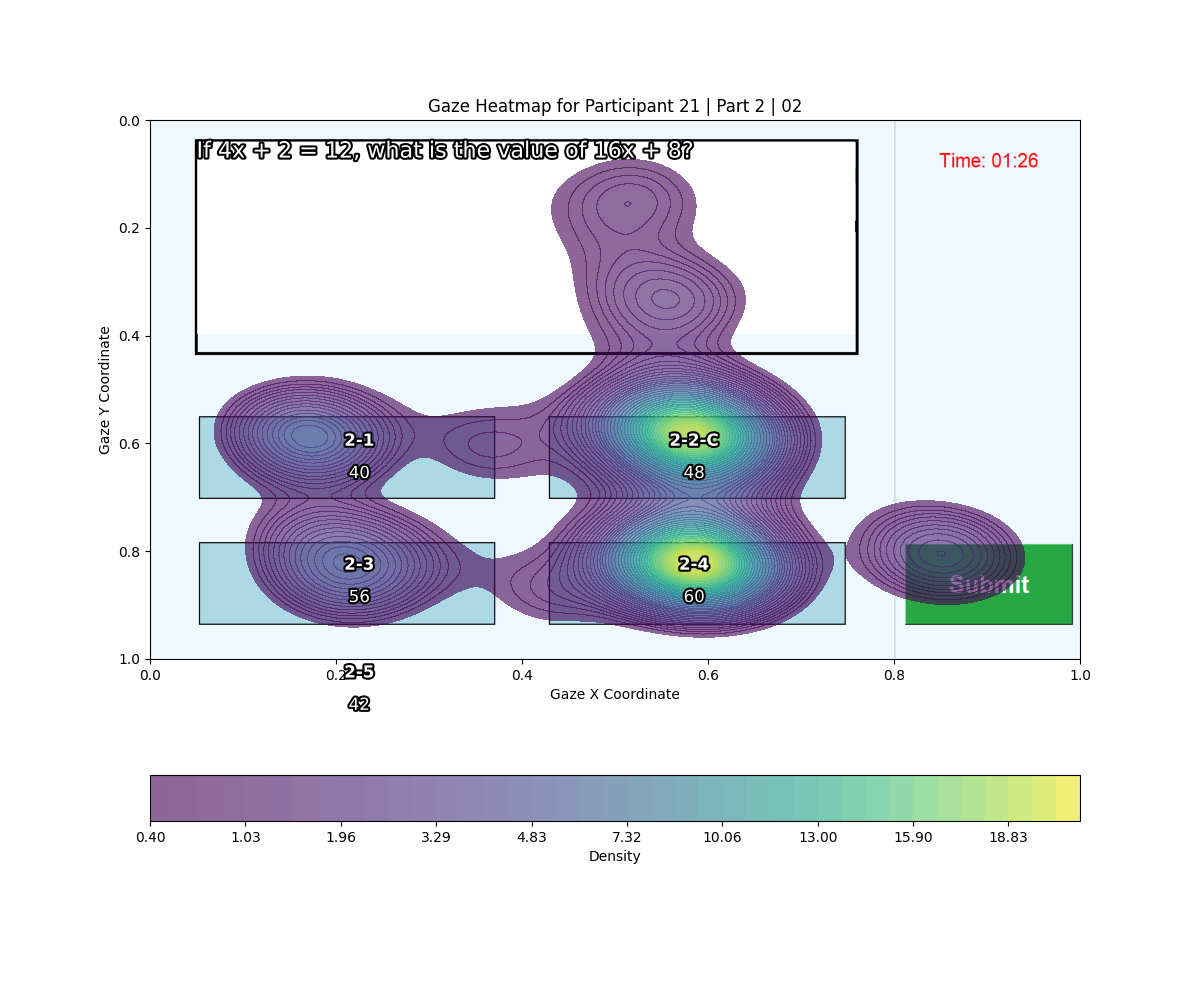 Gaze Heatmap for Participant 21 | Part 2 | 02
If 4x + 2 = 12, what is the value of 16x + 8?
Time: 01:26
0.0
0.2
0.4
0.6
0.8
1.0
Gaze Y Coordinate
2-1
40
2-2-C
48
2-3
56
2-4
60
Submit
2-5
42
0.0 0.2 0.4 0.6 0.8 1.0
Gaze X Coordinate
0.40 1.03 1.96 3.29 4.83 7.32 10.06 13.00 15.90 18.83
Density